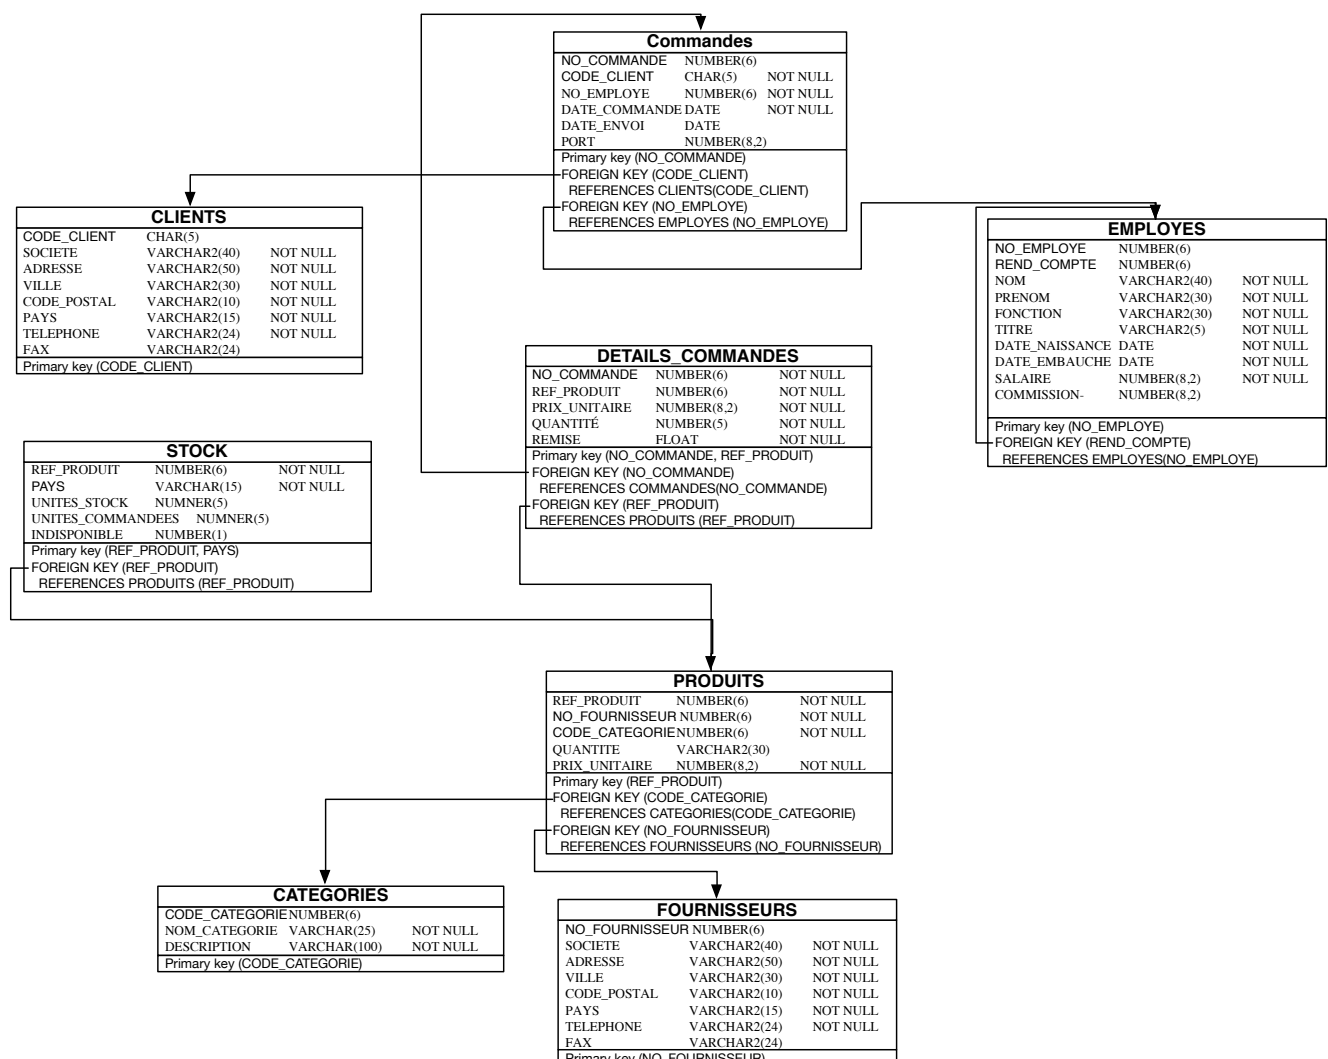 Commandes
NO_COMMANDE NUMBER(6)
CODE_CLIENT CHAR(5) NOT NULL
NO_EMPLOYE NUMBER(6) NOT NULL
DATE_COMMANDE DATE NOT NULL
DATE_ENVOI DATE
PORT NUMBER(8,2)
Primary key (NO_COMMANDE)
FOREIGN KEY (CODE_CLIENT)
REFERENCES CLIENTS(CODE_CLIENT)
FOREIGN KEY (NO_EMPLOYE)
REFERENCES EMPLOYES (NO_EMPLOYE)
CLIENTS
CODE_CLIENT CHAR(5)
SOCIETE VARCHAR2(40) NOT NULL
ADRESSE VARCHAR2(50) NOT NULL
VILLE VARCHAR2(30) NOT NULL
CODE_POSTAL VARCHAR2(10) NOT NULL
PAYS VARCHAR2(15) NOT NULL
TELEPHONE VARCHAR2(24) NOT NULL
FAX VARCHAR2(24)
Primary key (CODE_CLIENT)
EMPLOYES
NO_EMPLOYE NUMBER(6)
REND_COMPTE NUMBER(6)
NOM VARCHAR2(40) NOT NULL
PRENOM VARCHAR2(30) NOT NULL
FONCTION VARCHAR2(30) NOT NULL
TITRE VARCHAR2(5) NOT NULL
DATE_NAISSANCE DATE NOT NULL
DATE_EMBAUCHE DATE NOT NULL
SALAIRE NUMBER(8,2) NOT NULL
COMMISSION- NUMBER(8,2)
Primary key (NO_EMPLOYE)
FOREIGN KEY (REND_COMPTE)
REFERENCES EMPLOYES(NO_EMPLOYE)
DETAILS_COMMANDES
NO_COMMANDE NUMBER(6) NOT NULL
REF_PRODUIT NUMBER(6) NOT NULL
PRIX_UNITAIRE NUMBER(8,2) NOT NULL
QUANTITÉ NUMBER(5) NOT NULL
REMISE FLOAT NOT NULL
Primary key (NO_COMMANDE, REF_PRODUIT)
FOREIGN KEY (NO_COMMANDE)
REFERENCES COMMANDES(NO_COMMANDE)
FOREIGN KEY (REF_PRODUIT)
REFERENCES PRODUITS (REF_PRODUIT)
STOCK
REF_PRODUIT NUMBER(6) NOT NULL
PAYS VARCHAR(15) NOT NULL
UNITES_STOCK NUMNER(5)
UNITES_COMMANDEES NUMNER(5)
INDISPONIBLE NUMBER(1)
Primary key (REF_PRODUIT, PAYS)
FOREIGN KEY (REF_PRODUIT)
REFERENCES PRODUITS (REF_PRODUIT)
PRODUITS
REF_PRODUIT NUMBER(6) NOT NULL
NO_FOURNISSEUR NUMBER(6) NOT NULL
CODE_CATEGORIE NUMBER(6) NOT NULL
QUANTITE VARCHAR2(30)
PRIX_UNITAIRE NUMBER(8,2) NOT NULL
Primary key (REF_PRODUIT)
FOREIGN KEY (CODE_CATEGORIE)
REFERENCES CATEGORIES(CODE_CATEGORIE)
FOREIGN KEY (NO_FOURNISSEUR)
REFERENCES FOURNISSEURS (NO_FOURNISSEUR)
CATEGORIES
CODE_CATEGORIE NUMBER(6)
NOM_CATEGORIE VARCHAR(25) NOT NULL
DESCRIPTION VARCHAR(100) NOT NULL
Primary key (CODE_CATEGORIE)
FOURNISSEURS
NO_FOURNISSEUR NUMBER(6)
SOCIETE VARCHAR2(40) NOT NULL
ADRESSE VARCHAR2(50) NOT NULL
VILLE VARCHAR2(30) NOT NULL
CODE_POSTAL VARCHAR2(10) NOT NULL
PAYS VARCHAR2(15) NOT NULL
TELEPHONE VARCHAR2(24) NOT NULL
FAX VARCHAR2(24)
Primary key (NO_FOURNISSEUR)